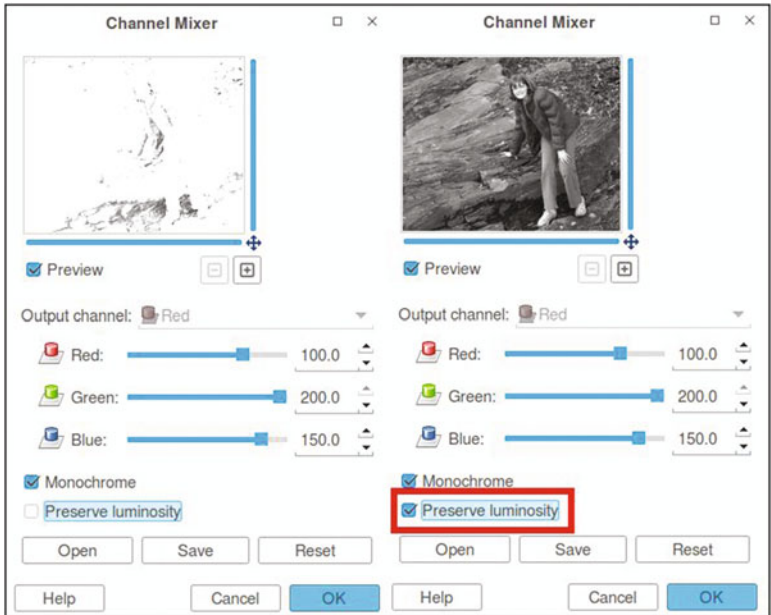 Channel Mixer
Preview
Output channel: Red
Red: 100.0
Green: 200.0
Blue: 150.0
Monochrome
Preserve luminosity
Open Save Reset
Help Cancel OK
Channel Mixer
Preview
Output channel: Red
Red: 100.0
Green: 200.0
Blue: 150.0
Monochrome
Preserve luminosity
Open Save Reset
Help Cancel OK